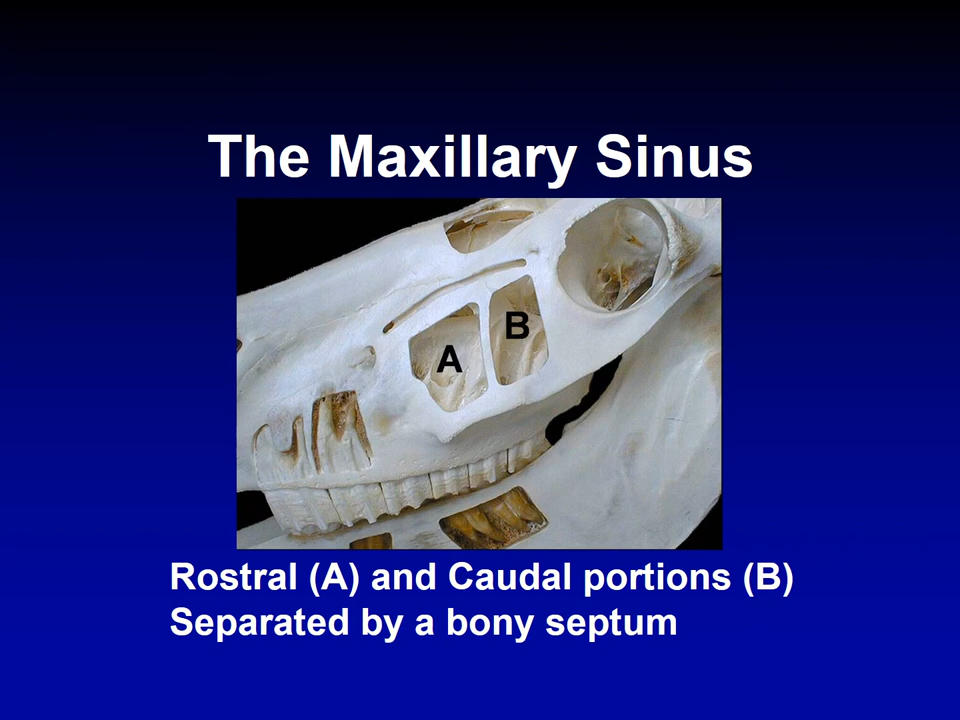 The Maxillary Sinus
A
B
Rostral (A) and Caudal portions (B)
Separated by a bony septum